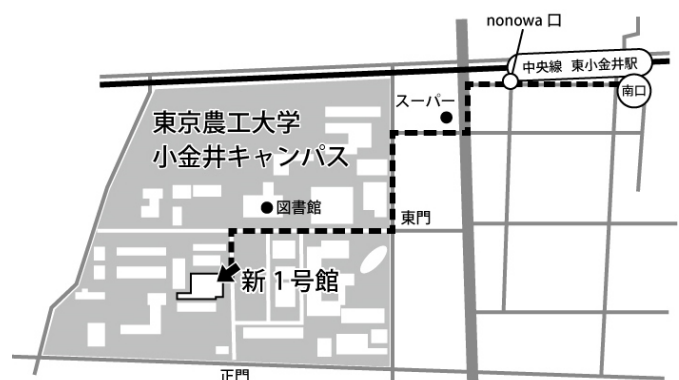 nonowa 口
中央線 東小金井駅
南口
スーパー
東京農工大学
小金井キャンパス
図書館
東門
新1号館
正門